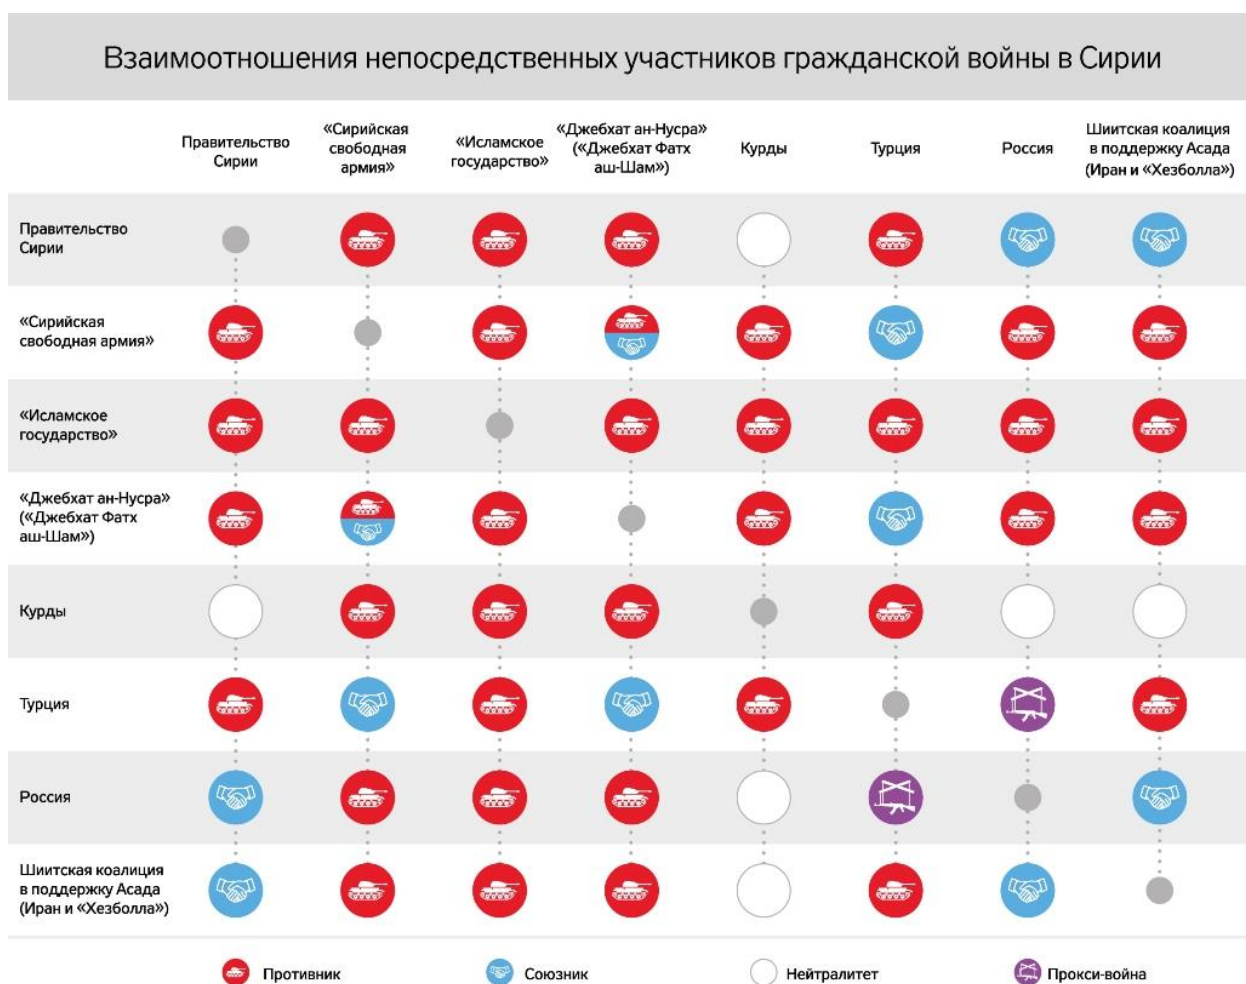 Взаимоотношения непосредственных участников гражданской войны в Сирии
Правительство
Сирии
«Сирийская
свободная
армия»
«Исламское
государство»
«Джебхат ан-Нусра»
(«Джебхат Фатх
аш-Шам»)
Курды
Турция
Россия
Шиитская коалиция
в поддержку Асада
(Иран и «Хезболла»)
Правительство
Сирии
«Сирийская
свободная армия»
«Исламское
государство»
«Джебхат ан-Нусра»
(«Джебхат Фатх
аш-Шам»)
Курды
Турция
Россия
Шиитская коалиция
в поддержку Асада
(Иран и «Хезболла»)
Противник
Союзник
Нейтралитет
Прокси-война